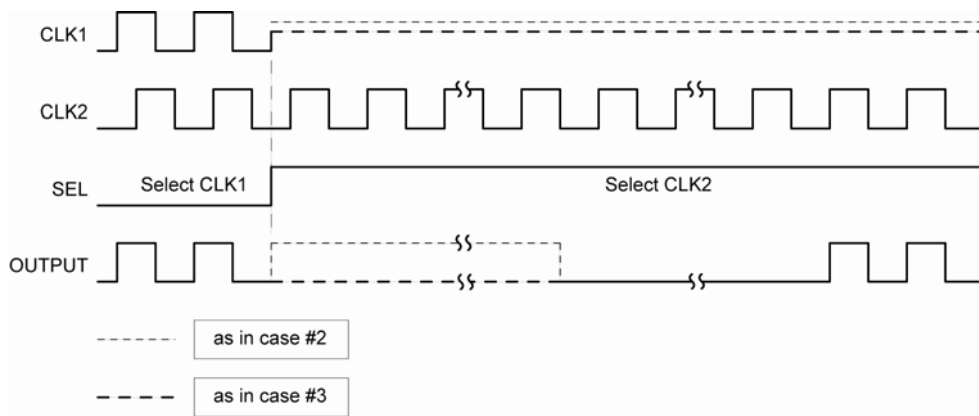 CLK1
CLK2
SEL
Select CLK1
Select CLK2
OUTPUT
as in case #2
as in case #3